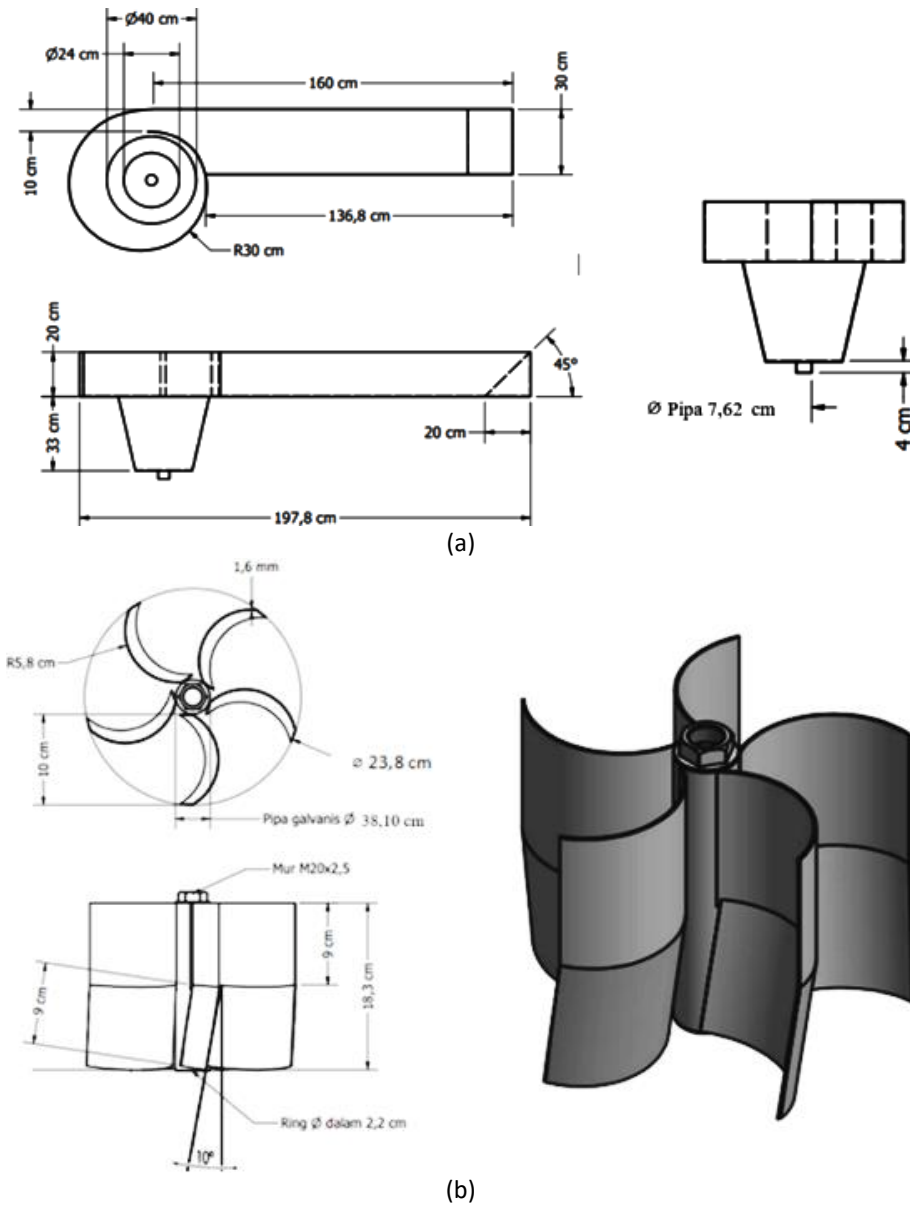 Ø40 cm
Ø24 cm
160 cm
30 cm
10 cm
136,8 cm
R30 cm
20 cm
45°
33 cm
20 cm
197,8 cm
Ø Pipa 7,62 cm
4 cm
(a)
1,6 mm
R5,8 cm
10 cm
⌀ 23,8 cm
Pipa galvanis Ø 38,10 cm
Mur M20x2,5
9 cm
18,3 cm
9 cm
Ring Ø dalam 2,2 cm
10°
(b)